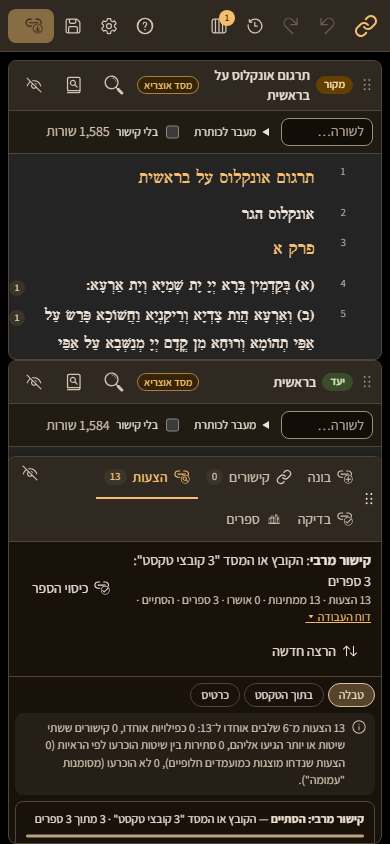 1
מקור
תרגום אונקלוס על
בראשית
מסד אוצריא
לשורה...
מעבר לכותרת
בלי קישור
1,585 שורות
1 תרגום אונקלוס על בראשית
2 אונקלוס הגר
3 פרק א
4 (א) בְּקַדְמִין בְּרָא יְיָ יָת שְׁמַיָּא וְיָת אַרְעָא: 1
5 (ב) וְאַרְעָא הֲוַת צָדְיָא וְרֵיקָנְיָא וַחֲשׁוֹכָא פְּרֵשׂ עַל 1
אַפֵּי תְהוֹמָא וְרוּחָא מִן קֳדָם יְיָ מְנַשְּׁבָא עַל אַפֵּי
יעד
בראשית
מסד אוצריא
לשורה...
מעבר לכותרת
בלי קישור
1,584 שורות
בונה
קישורים 0
הצעות 13
בדיקה
ספרים
קישור מרבי: הקובץ או המסד "3 קובצי טקסט":
3 ספרים
13 הצעות · 13 ממתינות · 0 אושרו · 3 ספרים · הסתיים ·
דוח העבודה
כיסוי הספר
הרצה חדשה
טבלה
בתוך הטקסט
כרטיס
13 הצעות מ־6 שלבים אוחדו ל־13: 0 כפילויות אוחדו, 0 קישורים ששתי
שיטות או יותר הגיעו אליהם, 0 סתירות בין שיטות הוכרעו לפי הראיות (0
הצעות שנדחו מוצגות כמועמדים חלופיים), 0 לא הוכרעו (מסומנות
"עמומה").
קישור מרבי: הסתיים — הקובץ או המסד "3 קובצי טקסט" · 3 מתוך 3 ספרים